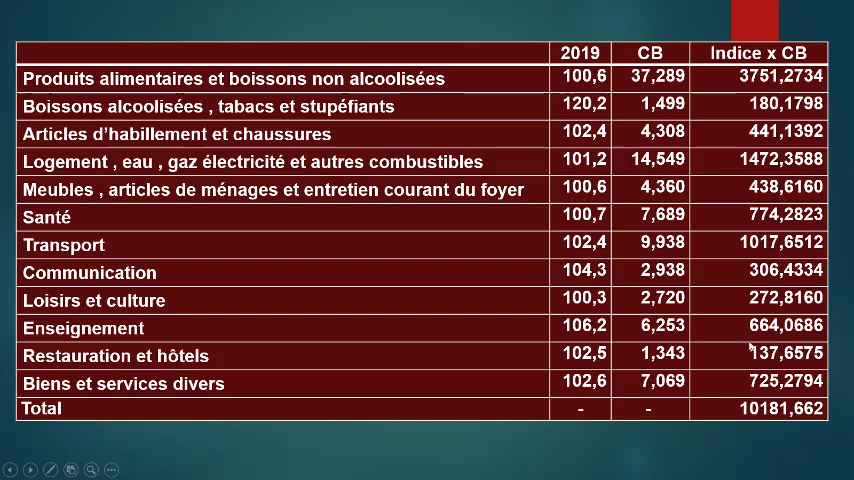 2019 CB Indice x CB
Produits alimentaires et boissons non alcoolisées 100,6 37,289 3751,2734
Boissons alcoolisées , tabacs et stupéfiants 120,2 1,499 180,1798
Articles d'habillement et chaussures 102,4 4,308 441,1392
Logement , eau , gaz électricité et autres combustibles 101,2 14,549 1472,3588
Meubles , articles de ménages et entretien courant du foyer 100,6 4,360 438,6160
Santé 100,7 7,689 774,2823
Transport 102,4 9,938 1017,6512
Communication 104,3 2,938 306,4334
Loisirs et culture 100,3 2,720 272,8160
Enseignement 106,2 6,253 664,0686
Restauration et hôtels 102,5 1,343 137,6575
Biens et services divers 102,6 7,069 725,2794
Total - - 10181,662